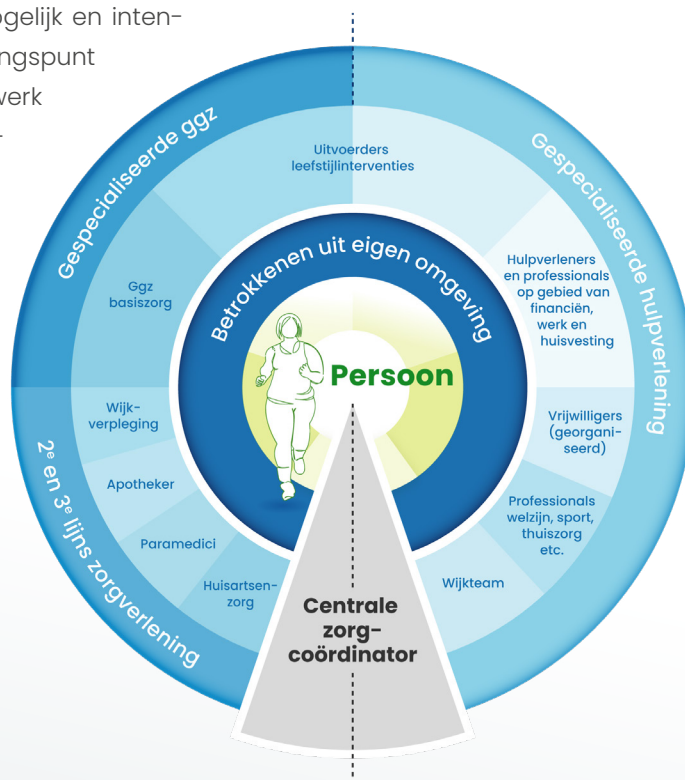 ogelijk en inten-
ingspunt
werk
Gespecialiseerde ggz
Gespecialiseerde hulpverlening
2e en 3e lijns zorgverlening
Uitvoerders
leefstijlinterventies
Betrokkenen uit eigen omgeving
Ggz
basiszorg
Hulpverleners
en professionals
op gebied van
financiën,
werk en
huisvesting
Persoon
Wijk-
verpleging
Vrijwilligers
(georgani-
seerd)
Apotheker
Professionals
welzijn, sport,
thuiszorg
etc.
Paramedici
Huisartsen-
zorg
Wijkteam
Centrale
zorg-
coördinator